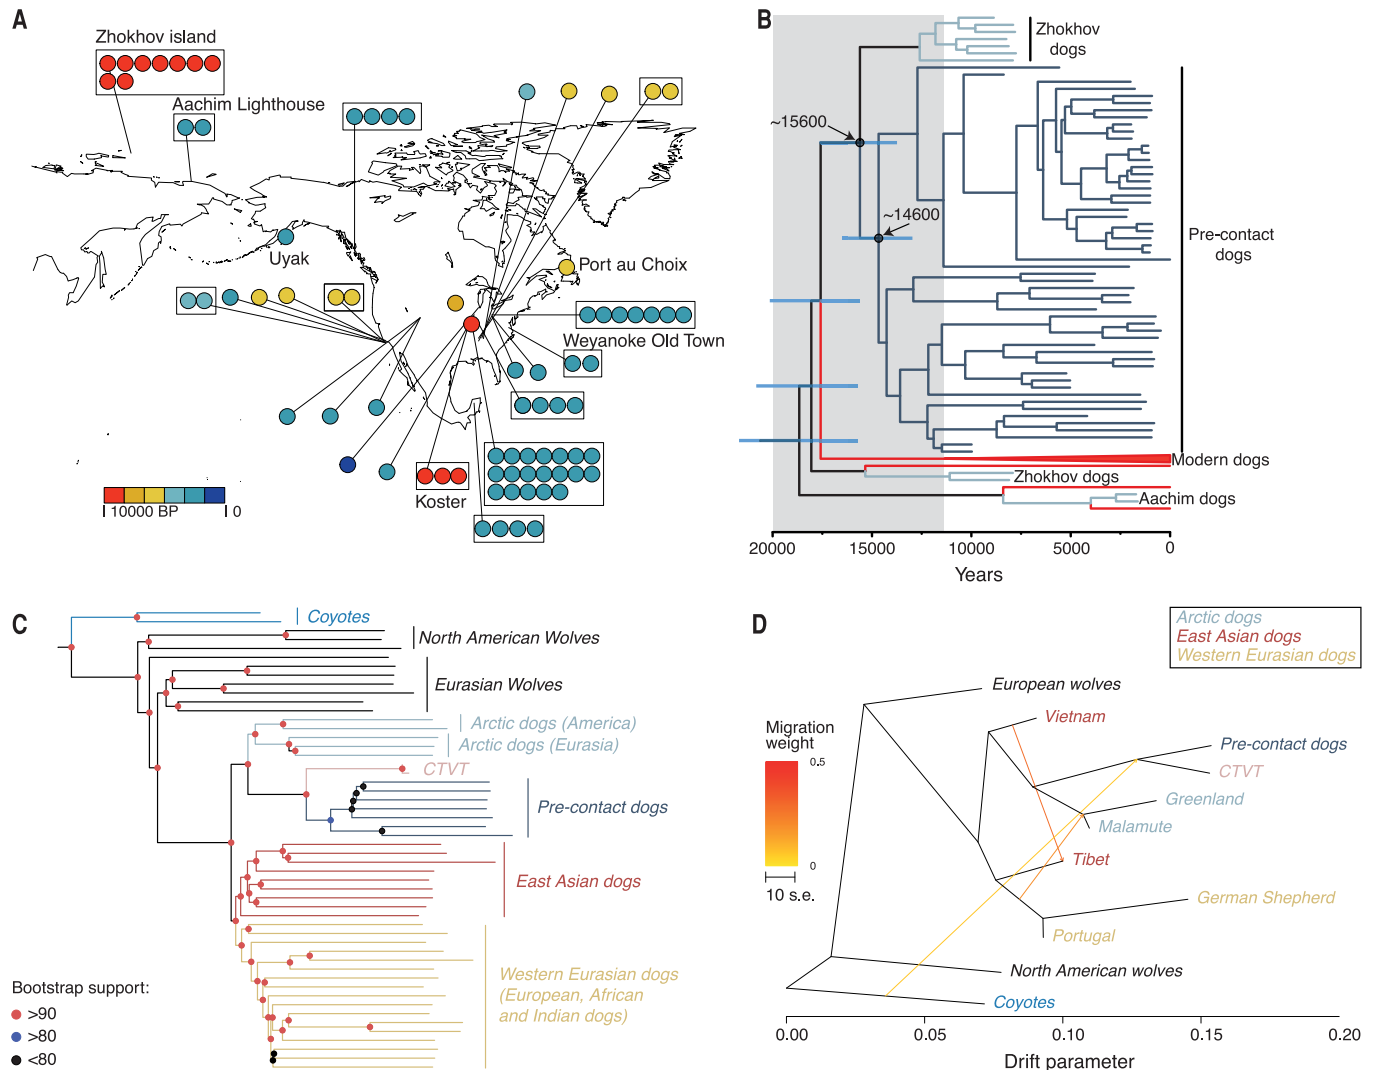 A
Zhokhov island
Aachim Lighthouse
Uyak
Port au Choix
Weyanoke Old Town
Koster
10000 BP
0
B
Zhokhov
dogs
~15600
~14600
Pre-contact
dogs
Modern dogs
Zhokhov dogs
Aachim dogs
20000
15000
10000
5000
0
Years
C
Coyotes
North American Wolves
Eurasian Wolves
Arctic dogs (America)
Arctic dogs (Eurasia)
CTVT
Pre-contact dogs
East Asian dogs
Western Eurasian dogs
(European, African
and Indian dogs)
Bootstrap support:
>90
>80
<80
D
Arctic dogs
East Asian dogs
Western Eurasian dogs
European wolves
Vietnam
Migration
weight
0.5
0
10 s.e.
Pre-contact dogs
CTVT
Greenland
Malamute
Tibet
German Shepherd
Portugal
North American wolves
Coyotes
0.00
0.05
0.10
0.15
0.20
Drift parameter